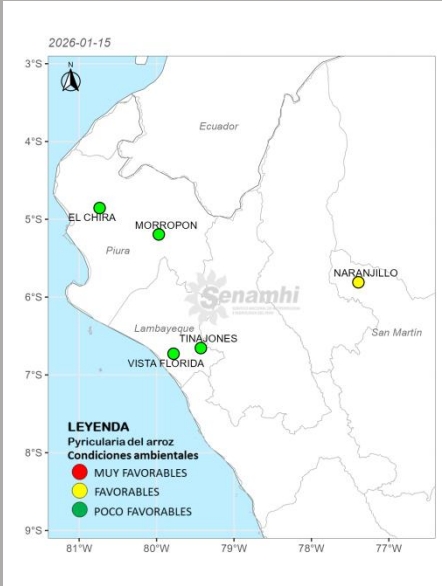 2026-01-15
3°S
N
4°S
Ecuador
EL CHIRA
5°S
MORROPON
Piura
NARANJILLO
6°S
Senamhi
Lambayeque
San Martín
TINAJONES
VISTA FLORIDA
7°S
LEYENDA
Pyricularia del arroz
Condiciones ambientales
MUY FAVORABLES
FAVORABLES
POCO FAVORABLES
8°S
9°S
81°W 80°W 79°W 78°W 77°W